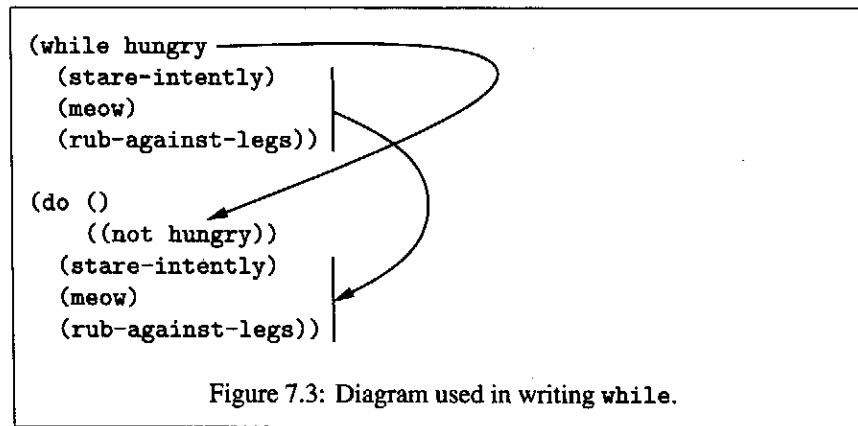 (while hungry
(stare-intently)
(meow)
(rub-against-legs))
(do ()
((not hungry))
(stare-intently)
(meow)
(rub-against-legs))
Figure 7.3: Diagram used in writing while.